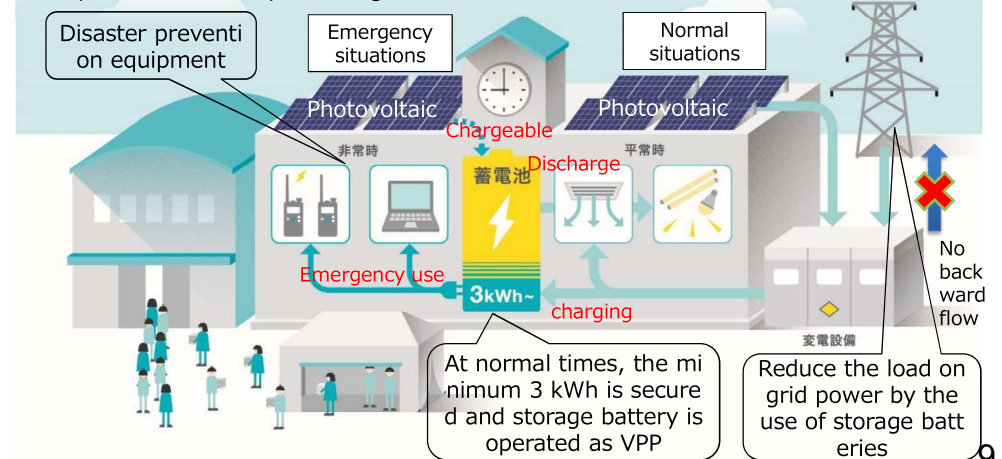 Disaster preventi
on equipment
Emergency
situations
Normal
situations
Photovoltaic
Photovoltaic
Chargeable
非常時
Discharge
平常時
蓄電池
Emergency use
3kWh~
charging
No
back
ward
flow
変電設備
At normal times, the mi
nimum 3 kWh is secure
d and storage battery is
operated as VPP
Reduce the load on
grid power by the
use of storage batt
eries
9